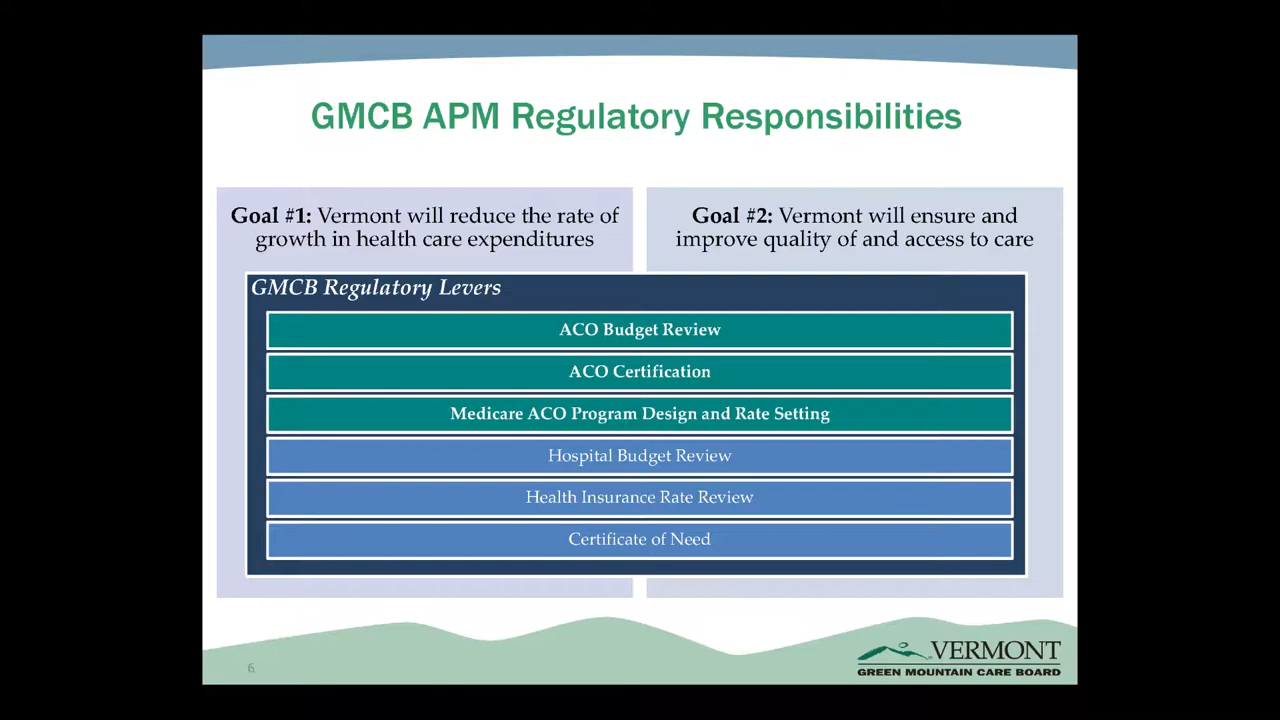 GMCB APM Regulatory Responsibilities
Goal #1: Vermont will reduce the rate of
growth in health care expenditures
Goal #2: Vermont will ensure and
improve quality of and access to care
GMCB Regulatory Levers
ACO Budget Review
ACO Certification
Medicare ACO Program Design and Rate Setting
Hospital Budget Review
Health Insurance Rate Review
Certificate of Need
6
VERMONT
GREEN MOUNTAIN CARE BOARD